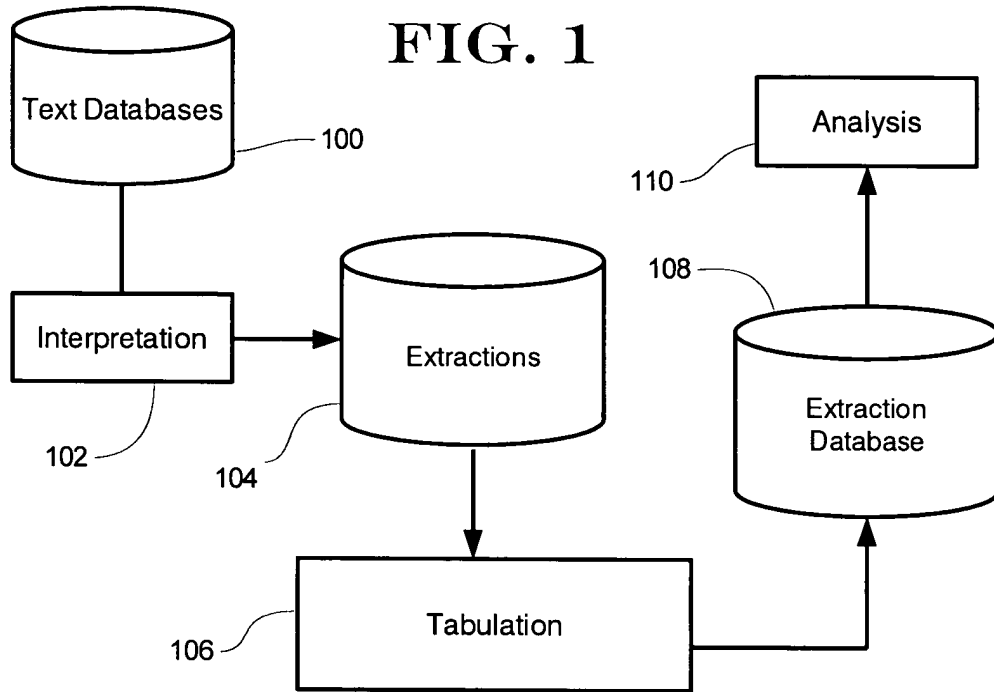 FIG. 1
Text Databases
100
Interpretation
102
Extractions
104
Tabulation
106
Extraction
Database
108
Analysis
110